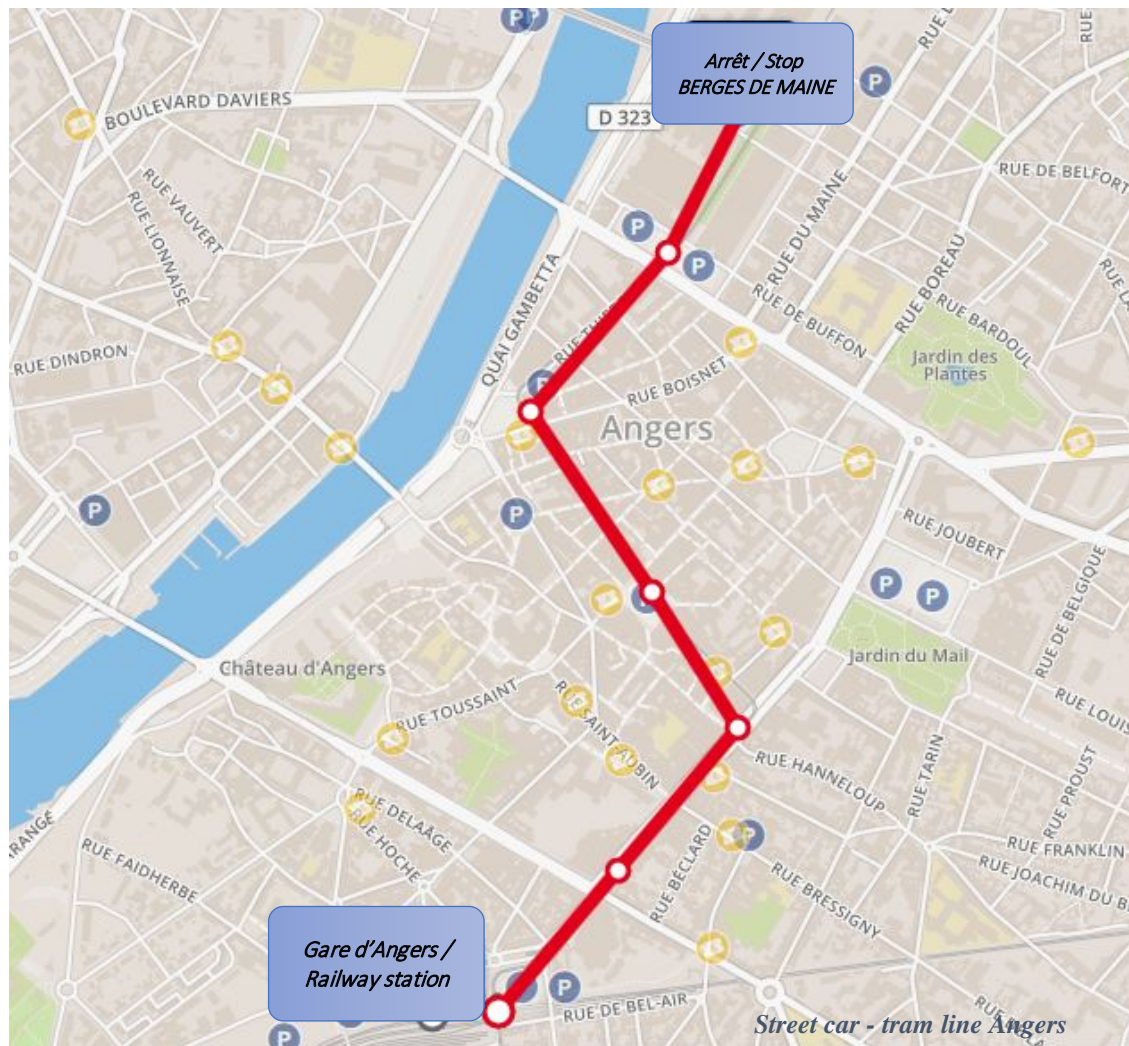 Arrêt / Stop
BERGES DE MAINE
P
P
D 323
BOULEVARD DAVIERS
RUE DE BELFORT
RUE VAUVERT
RUE LIONNAISE
RUE DU MAINE
RUE BOREAU
P
P
QUAI GAMBETTA
RUE DE BUFFON
RUE BARDOUL
RUE DINDRON
Jardin des
Plantes
RUE BOISNET
Angers
P
P
RUE JOUBERT
P
P
RUE DE BELGIQUE
Château d'Angers
Jardin du Mail
RUE TOUSSAINT
RUE SAINT-AUBIN
RUE LOUIS
RUE HANNELOUP
RUE TARIN
RUE PROUST
RUE DELAÂGE
RUE HOCHE
RUE FAIDHERBE
RUE BÉCLARD
P
RUE FRANKLIN
RUE JOACHIM DU B
RUE BRESSIGNY
Gare d'Angers /
Railway station
P
RUE DE BEL-AIR
P
Street car - tram line Angers